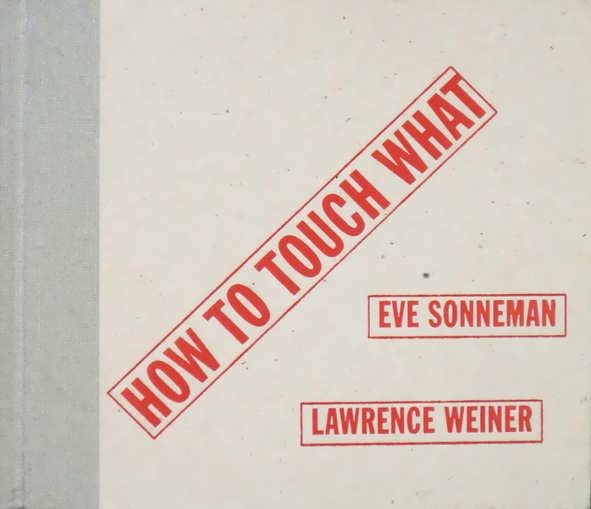 HOW TO TOUCH WHAT
EVE SONNEMAN
LAWRENCE WEINER